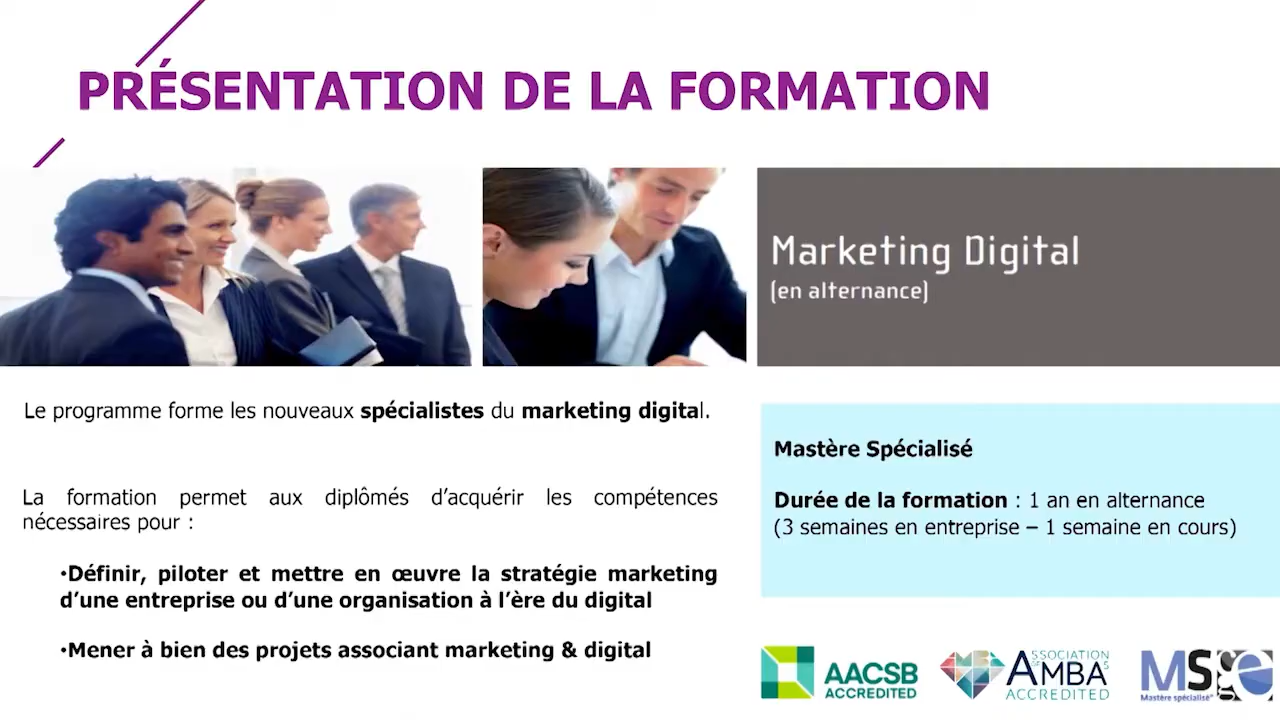 PRÉSENTATION DE LA FORMATION
Marketing Digital
(en alternance)
Le programme forme les nouveaux spécialistes du marketing digital.
La formation permet aux diplômés d’acquérir les compétences
nécessaires pour :
•Définir, piloter et mettre en œuvre la stratégie marketing
d’une entreprise ou d’une organisation à l’ère du digital
•Mener à bien des projets associant marketing & digital
Mastère Spécialisé
Durée de la formation : 1 an en alternance
(3 semaines en entreprise – 1 semaine en cours)
AACSB
ACCREDITED
ASSOCIATION
AMBA
ACCREDITED
MS
Mastère spécialisé